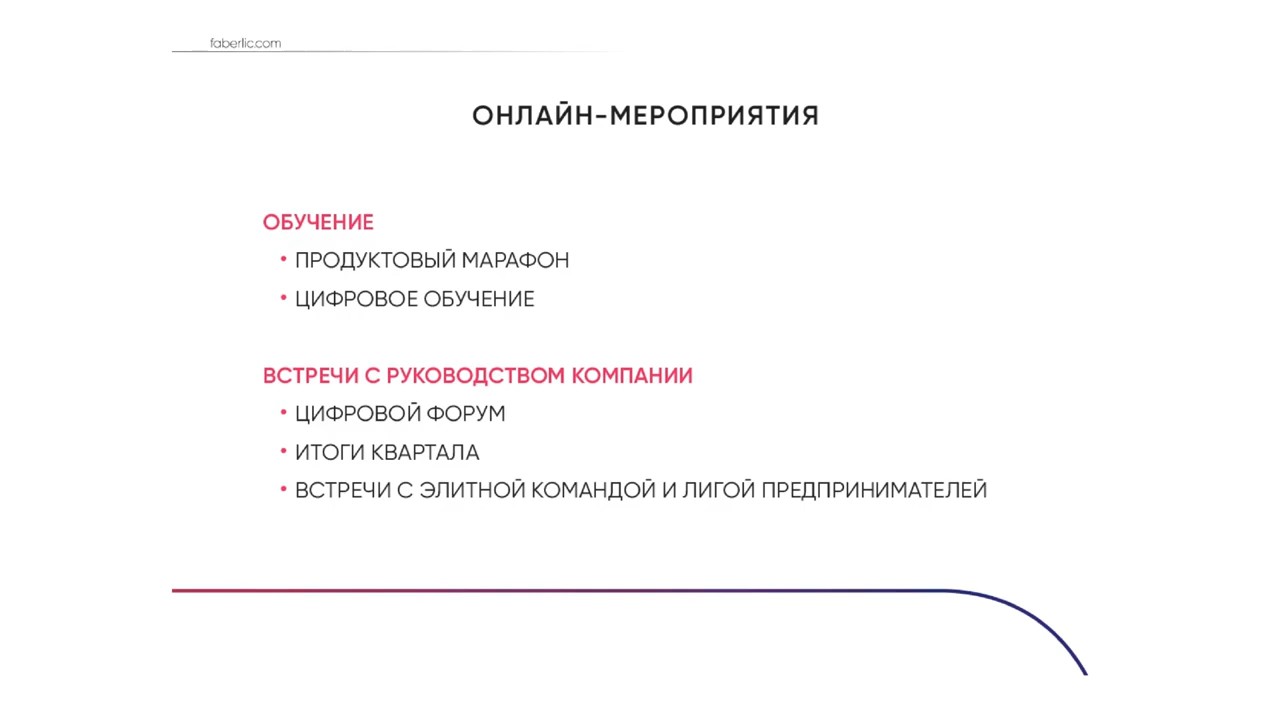 faberlic.com
ОНЛАЙН-МЕРОПРИЯТИЯ
ОБУЧЕНИЕ
• ПРОДУКТОВЫЙ МАРАФОН
• ЦИФРОВОЕ ОБУЧЕНИЕ
ВСТРЕЧИ С РУКОВОДСТВОМ КОМПАНИИ
• ЦИФРОВОЙ ФОРУМ
• ИТОГИ КВАРТАЛА
• ВСТРЕЧИ С ЭЛИТНОЙ КОМАНДОЙ И ЛИГОЙ ПРЕДПРИНИМАТЕЛЕЙ